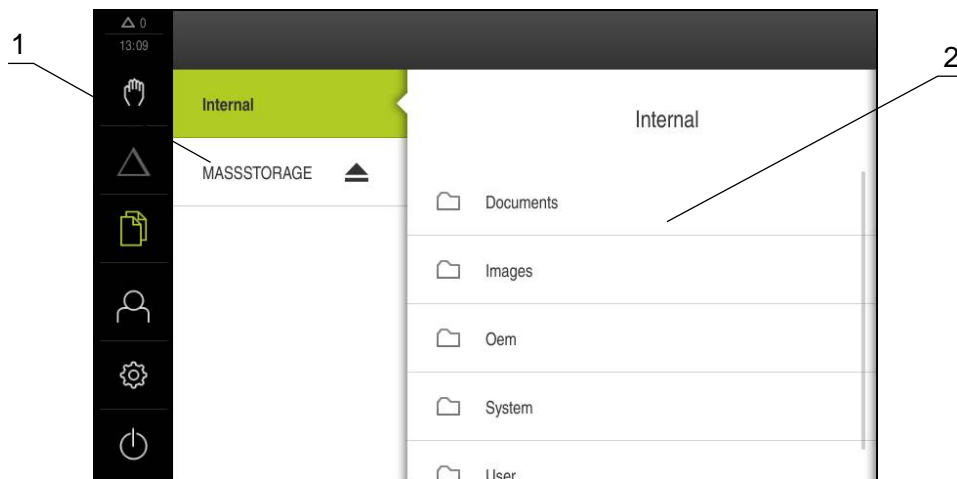 1
2
0
13:09
Internal
MASSSTORAGE
Internal
Documents
Images
Oem
System
User